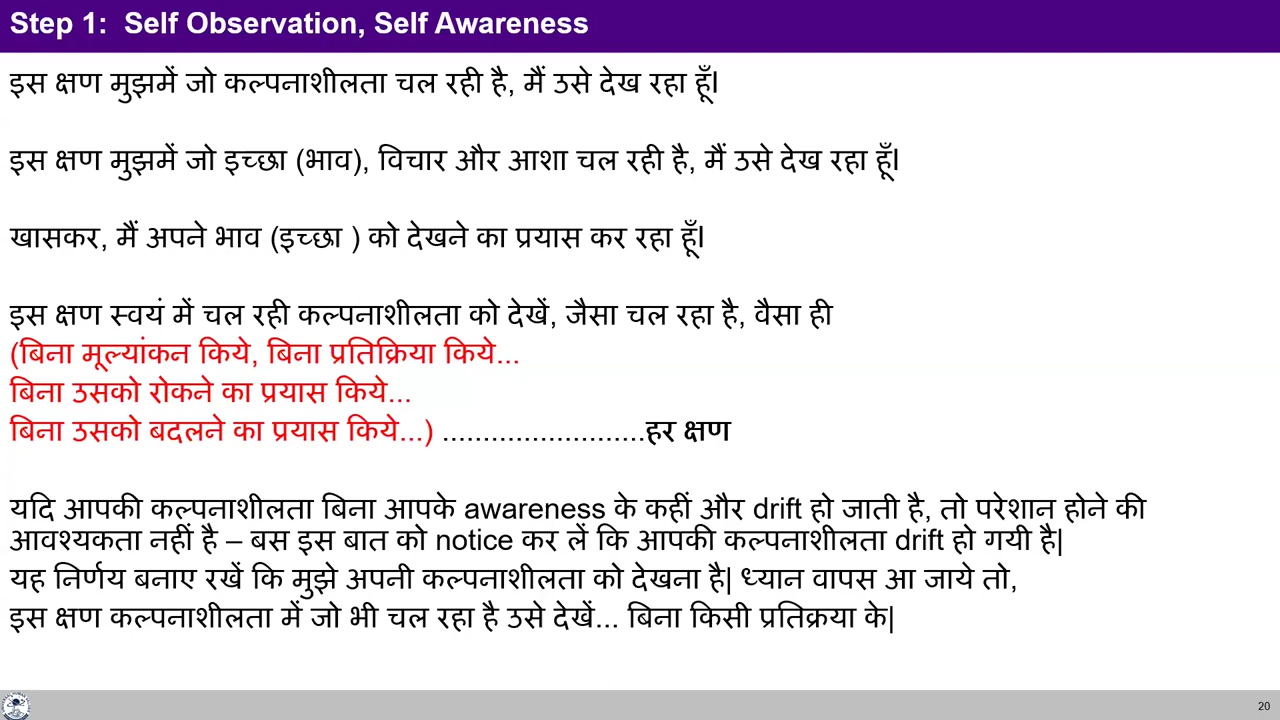 Step 1: Self Observation, Self Awareness
इस क्षण मुझमें जो कल्पनाशीलता चल रही है, मैं उसे देख रहा हूँ।
इस क्षण मुझमें जो इच्छा (भाव), विचार और आशा चल रही है, मैं उसे देख रहा हूँ।
खासकर, मैं अपने भाव (इच्छा ) को देखने का प्रयास कर रहा हूँ।
इस क्षण स्वयं में चल रही कल्पनाशीलता को देखें, जैसा चल रहा है, वैसा ही
(बिना मूल्यांकन किये, बिना प्रतिक्रिया किये...
बिना उसको रोकने का प्रयास किये...
बिना उसको बदलने का प्रयास किये...) .........................हर क्षण
यदि आपकी कल्पनाशीलता बिना आपके awareness के कहीं और drift हो जाती है, तो परेशान होने की
आवश्यकता नहीं है – बस इस बात को notice कर लें कि आपकी कल्पनाशीलता drift हो गयी है|
यह निर्णय बनाए रखें कि मुझे अपनी कल्पनाशीलता को देखना है| ध्यान वापस आ जाये तो,
इस क्षण कल्पनाशीलता में जो भी चल रहा है उसे देखें... बिना किसी प्रतिक्रया के|
20